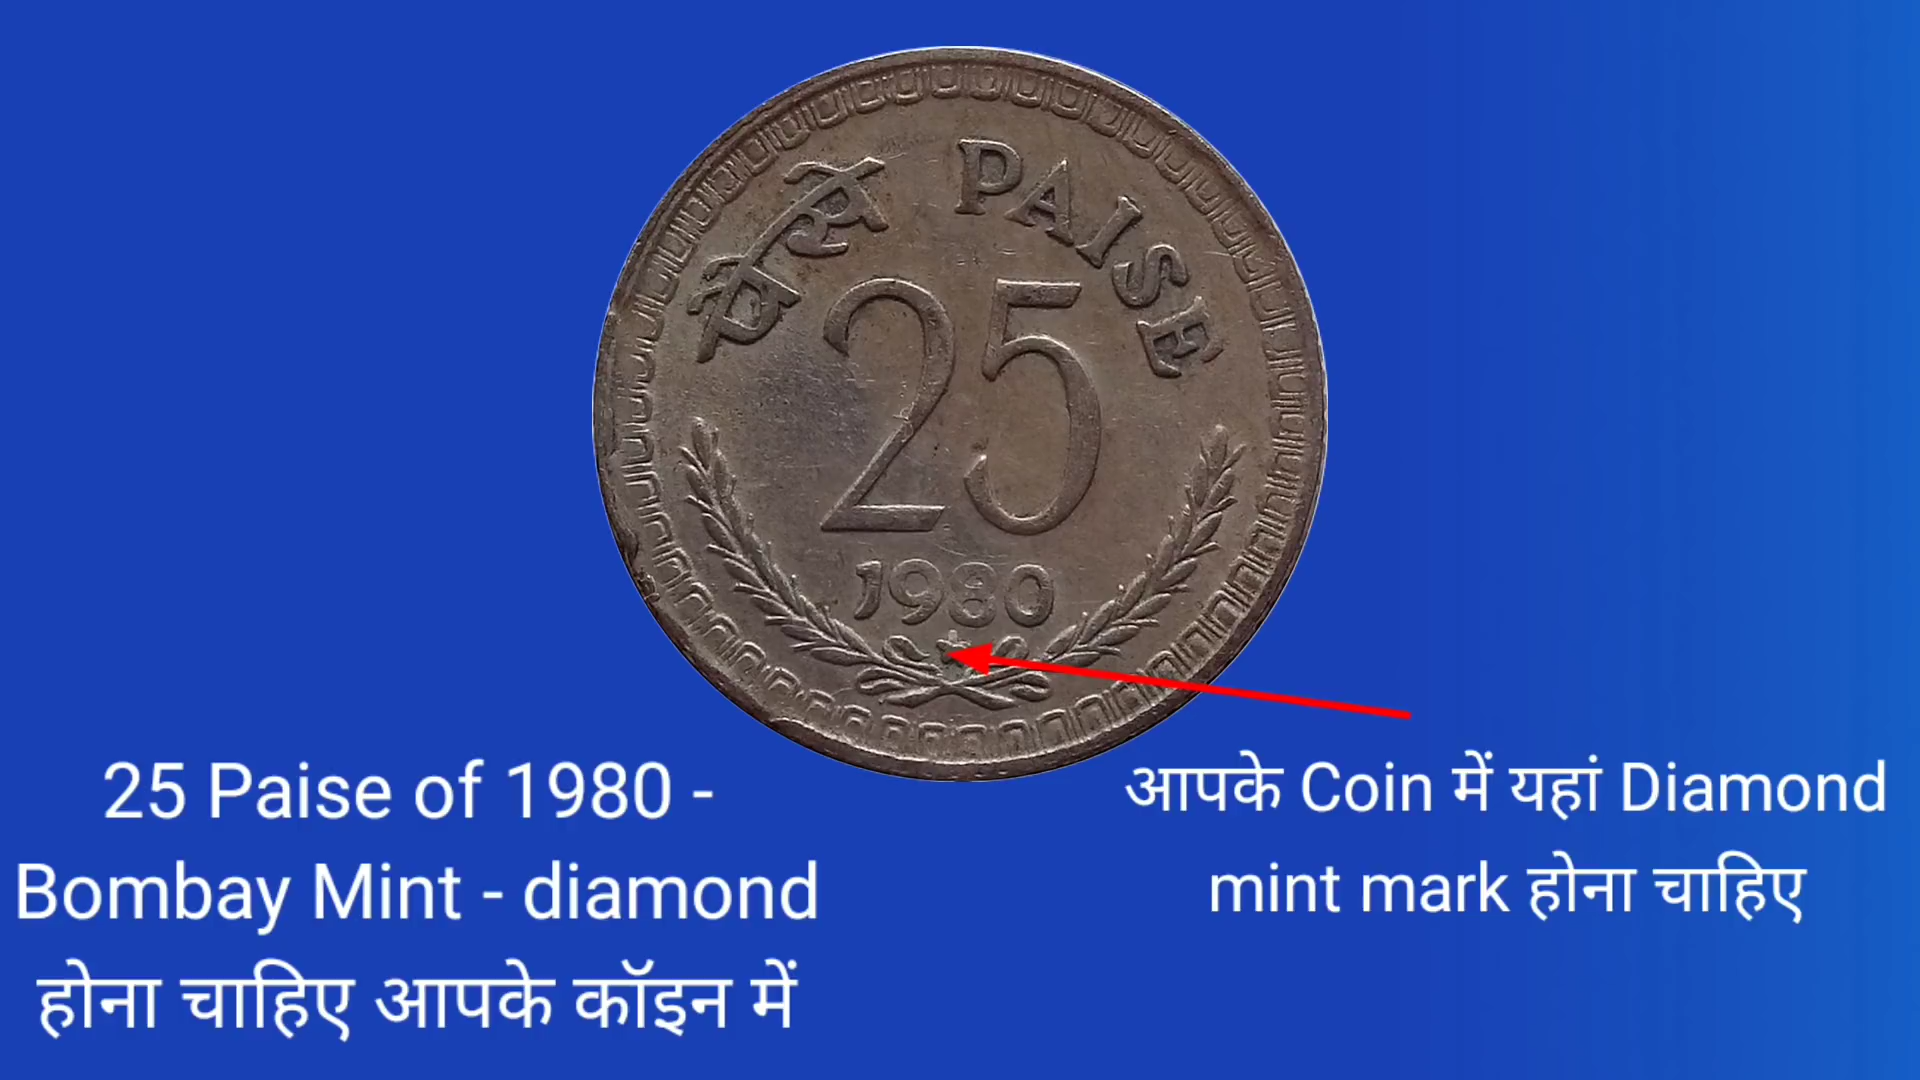 पैसे PAISE
25
1980
25 Paise of 1980 -
Bombay Mint - diamond
होना चाहिए आपके कॉइन में
आपके Coin में यहां Diamond
mint mark होना चाहिए